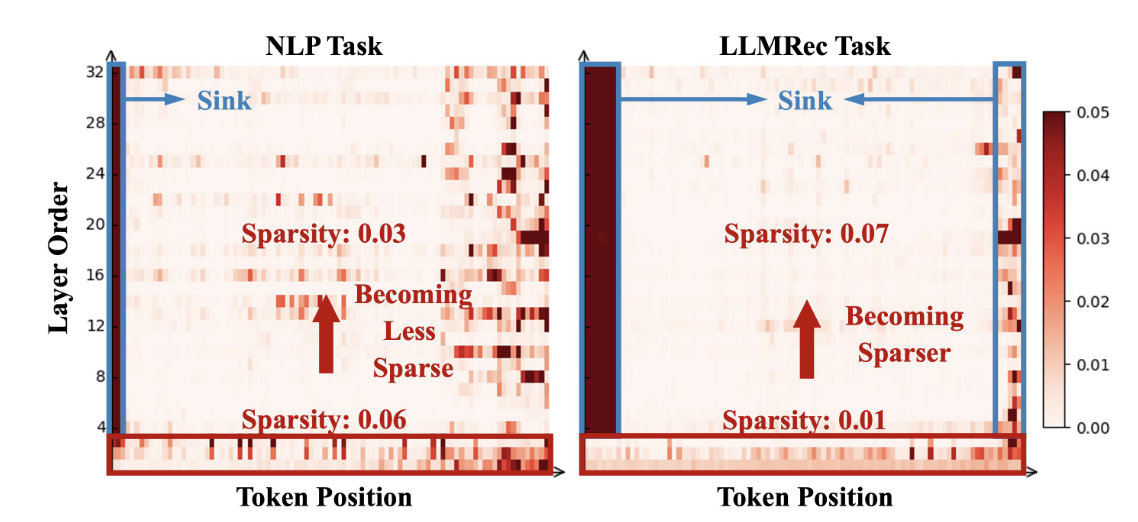 NLP Task
LLMRec Task
32
28
24
20
16
12
8
4
Layer Order
Sink
Sparsity: 0.03
Becoming
Less
Sparse
Sparsity: 0.06
Token Position
Sink
Sparsity: 0.07
Becoming
Sparser
Sparsity: 0.01
Token Position
0.05
0.04
0.03
0.02
0.01
0.00